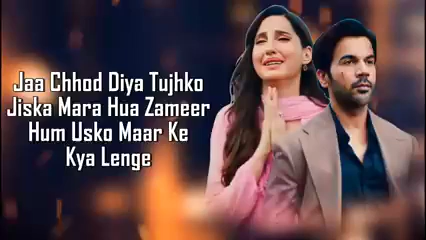 Jaa Chhod Diya Tujhko
Jiska Mara Hua Zameer
Hum Usko Maar Ke
Kya Lenge